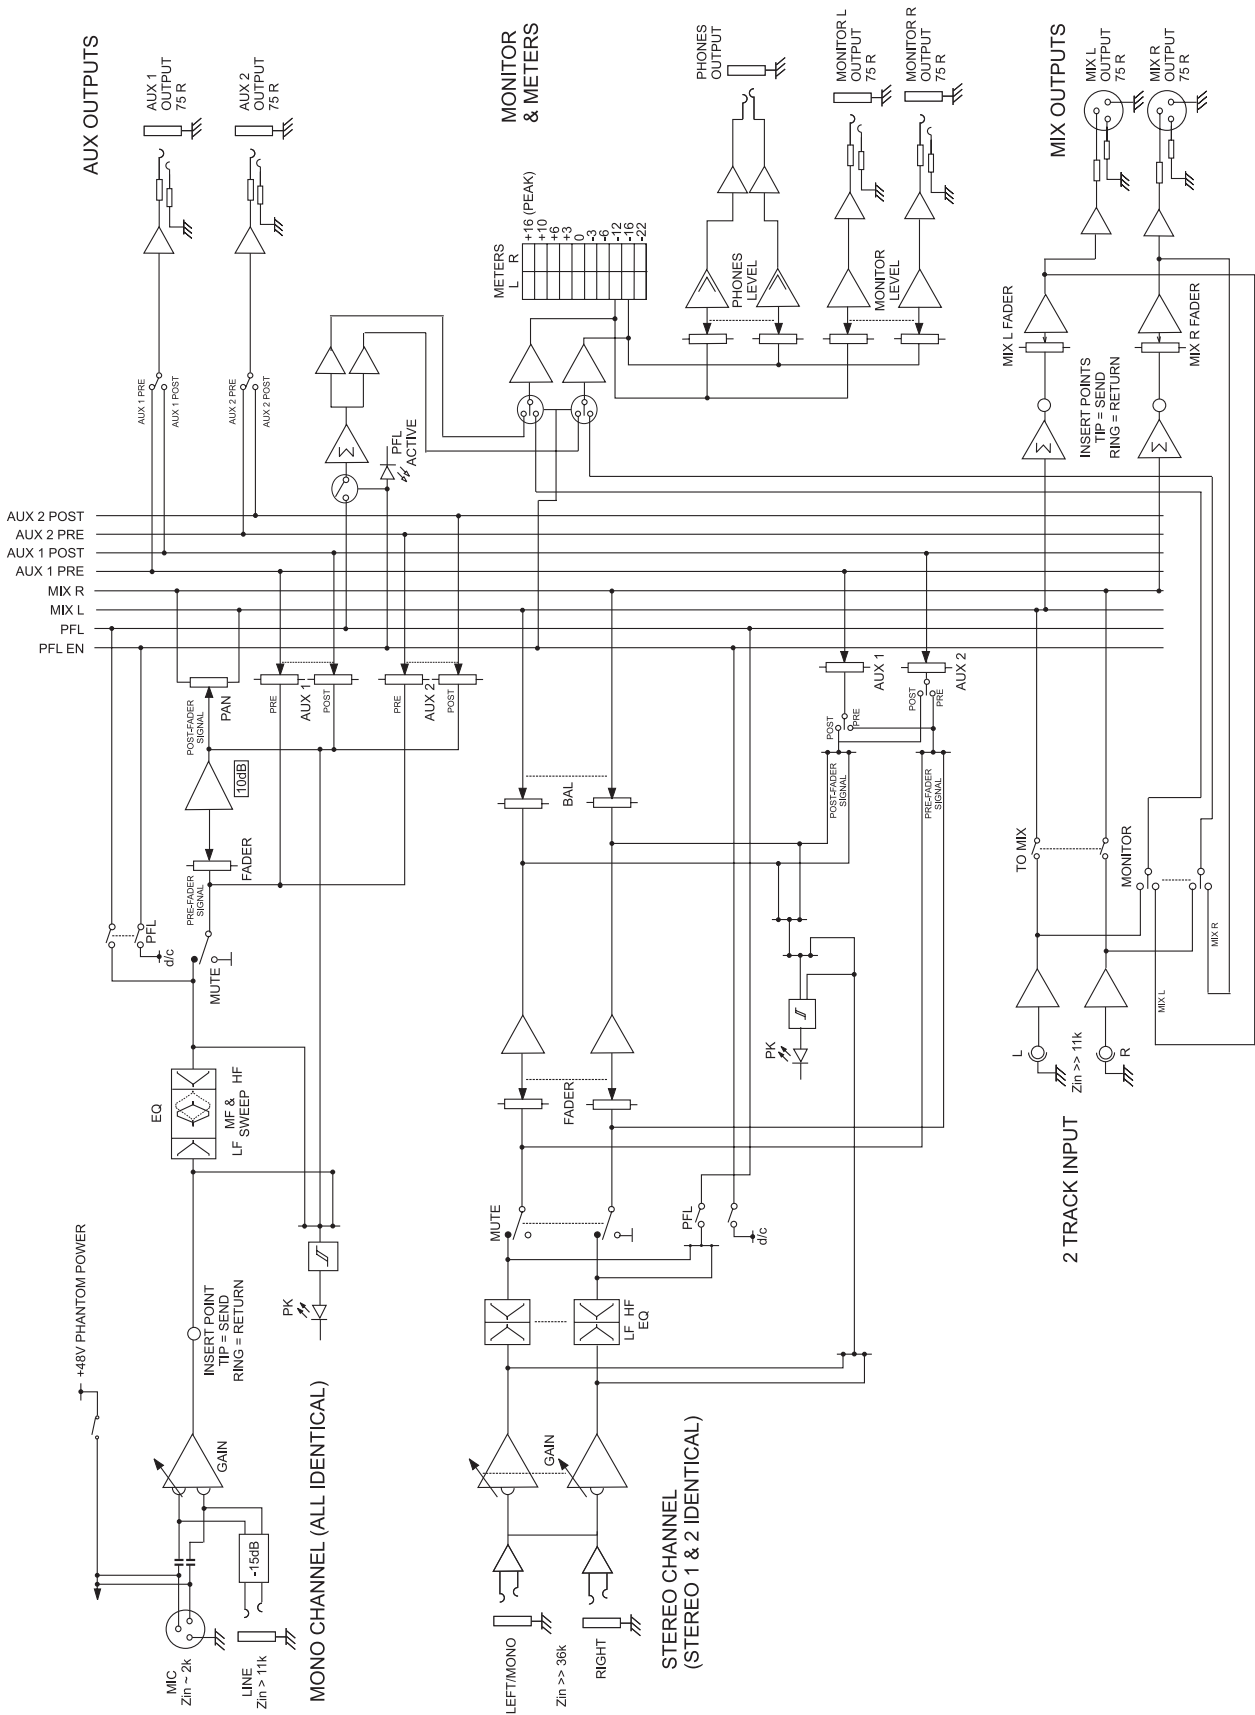 AUX OUTPUTS
AUX 1
OUTPUT
75 R
AUX 2
OUTPUT
75 R
AUX 1 PRE
AUX 1 POST
AUX 2 PRE
AUX 2 POST
MONITOR
& METERS
METERS
L R
+16 (PEAK)
+10
+6
+3
0
-3
-6
-12
-16
-22
PHONES
OUTPUT
MONITOR L
OUTPUT
75 R
MONITOR R
OUTPUT
75 R
PHONES
LEVEL
MONITOR
LEVEL
PFL
ACTIVE
MIX OUTPUTS
MIX L
OUTPUT
75 R
MIX R
OUTPUT
75 R
MIX L FADER
MIX R FADER
INSERT POINTS
TIP = SEND
RING = RETURN
AUX 2 POST
AUX 2 PRE
AUX 1 POST
AUX 1 PRE
MIX R
MIX L
PFL
PFL EN
PAN
POST-FADER
SIGNAL
10dB
FADER
PRE-FADER
SIGNAL
PRE
AUX 1
POST
PRE
AUX 2
POST
PFL
d/c
MUTE
EQ
LF
MF &
SWEEP
HF
PK
+48V PHANTOM POWER
INSERT POINT
TIP = SEND
RING = RETURN
GAIN
-15dB
MIC
Zin ~ 2k
LINE
Zin > 11k
MONO CHANNEL (ALL IDENTICAL)
AUX 1
AUX 2
POST
PRE
POST
PRE
POST-FADER
SIGNAL
PRE-FADER
SIGNAL
BAL
PK
FADER
MUTE
PFL
d/c
LF HF
EQ
GAIN
LEFT/MONO
Zin >> 36k
RIGHT
STEREO CHANNEL
(STEREO 1 & 2 IDENTICAL)
TO MIX
MONITOR
MIX L
MIX R
L
Zin >> 11k
R
2 TRACK INPUT